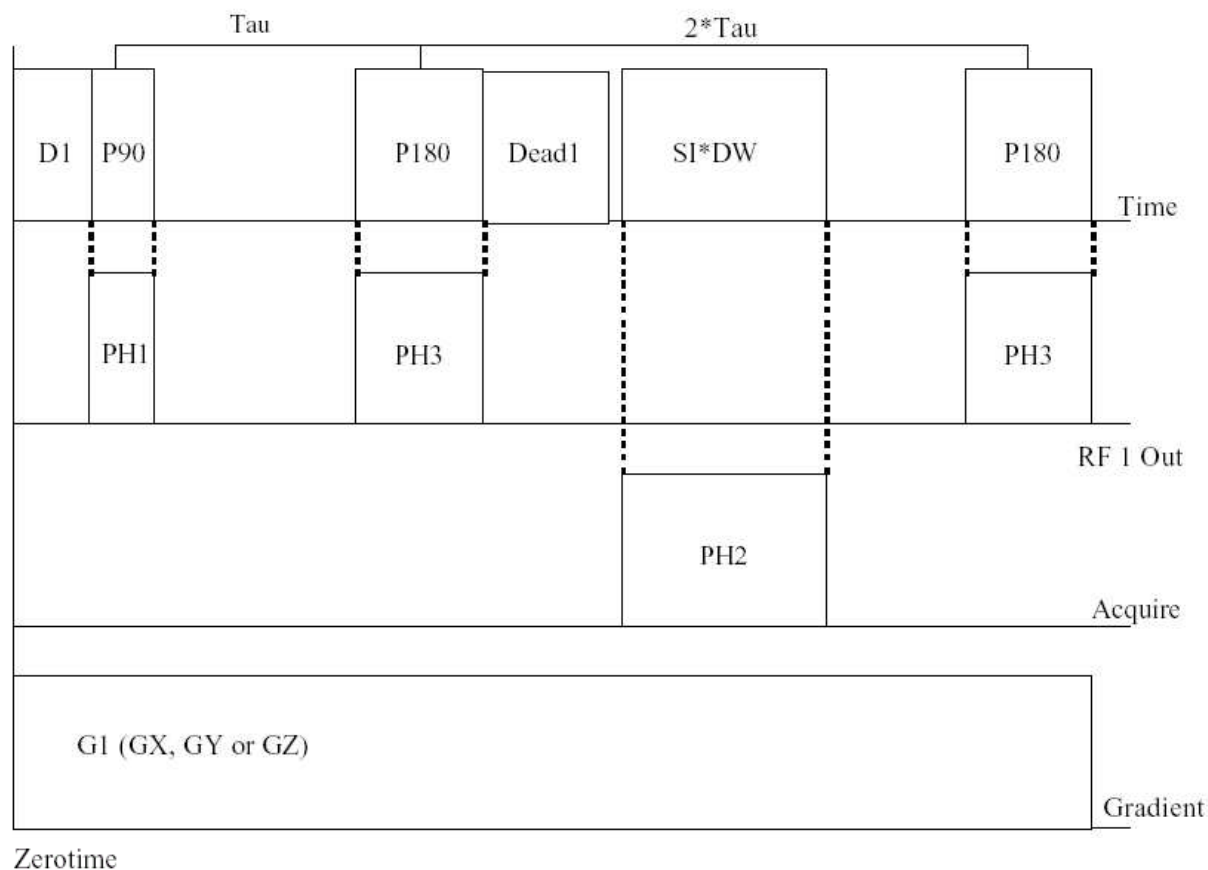 Tau
2*Tau
D1
P90
P180
Dead1
SI*DW
P180
Time
PH1
PH3
PH3
RF 1 Out
PH2
Acquire
G1 (GX, GY or GZ)
Gradient
Zerotime